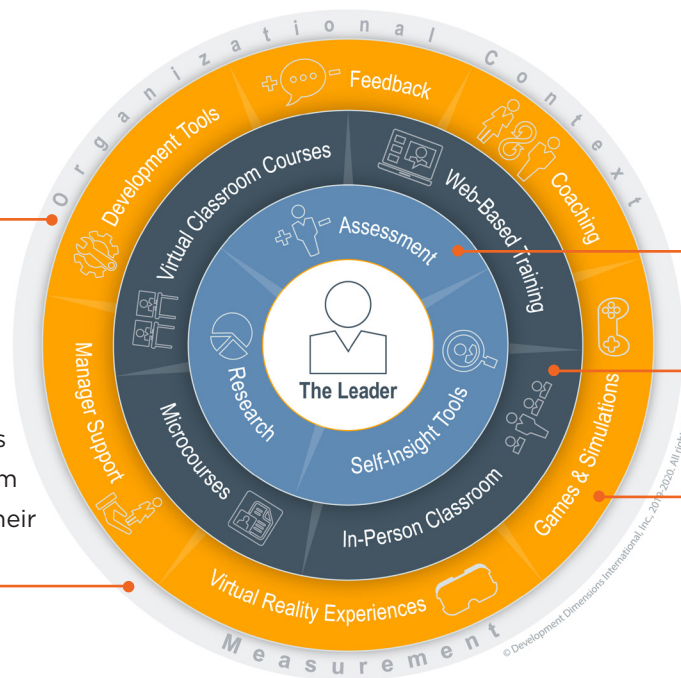 Organizational Context
Feedback
Development Tools
Coaching
Virtual Classroom Courses
Web-Based Training
Assessment
The Leader
Research
Self-Insight Tools
Manager Support
Microcourses
In-Person Classroom
Games & Simulations
Virtual Reality Experiences
Measurement
s
m
heir
© Development Dimensions International, Inc., 2019-2020. All right